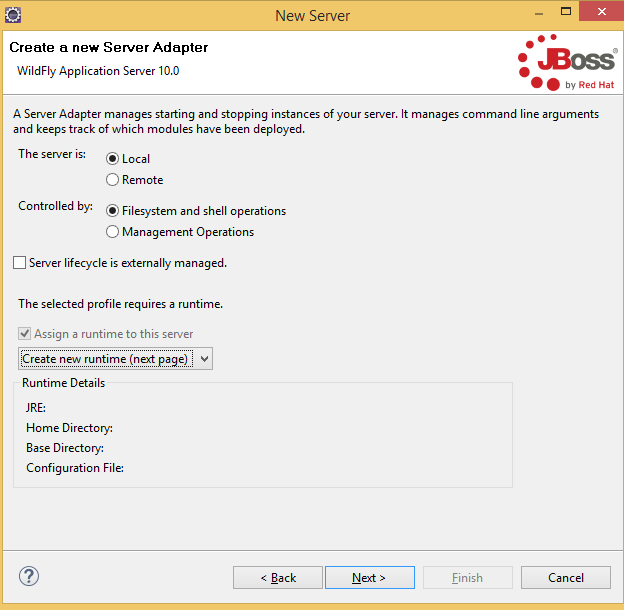 New Server
Create a new Server Adapter
WildFly Application Server 10.0
JBoss®
by Red Hat
A Server Adapter manages starting and stopping instances of your server. It manages command line arguments
and keeps track of which modules have been deployed.
The server is:
Local
Remote
Controlled by:
Filesystem and shell operations
Management Operations
Server lifecycle is externally managed.
The selected profile requires a runtime.
Assign a runtime to this server
Create new runtime (next page)
Runtime Details
JRE:
Home Directory:
Base Directory:
Configuration File:
?
< Back
Next >
Finish
Cancel